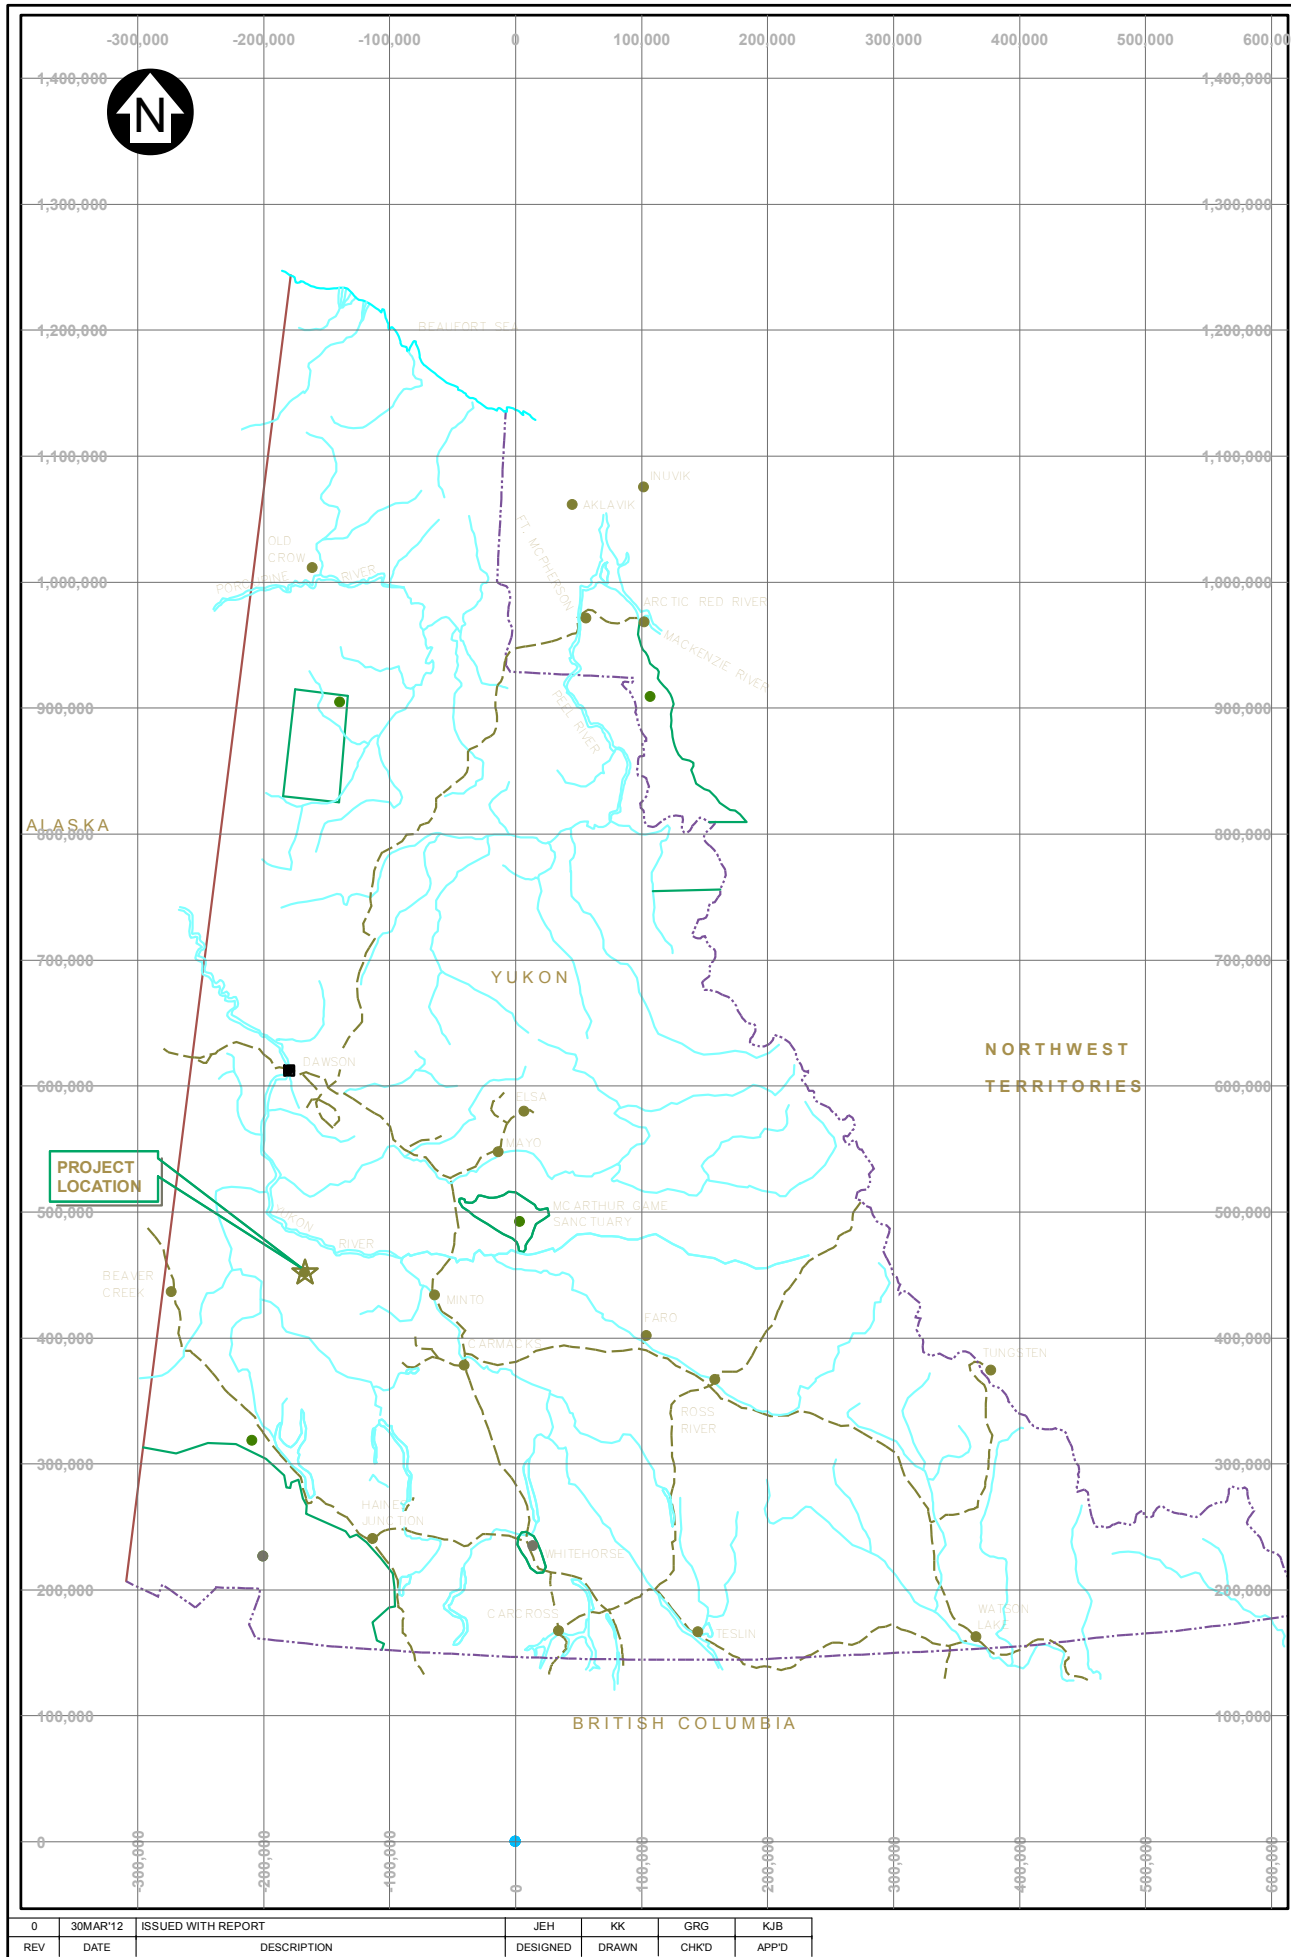 -300,000 -200,000 -100,000 0 100,000 200,000 300,000 400,000 500,000 600,0
1,400,000 1,400,000
N
1,300,000 1,300,000
BEAUFORT SEA
1,200,000 1,200,000
1,100,000 1,100,000
INUVIK
AKLAVIK
FT. MCPHERSON
OLD
CROW
PORCUPINE RIVER
1,000,000 1,000,000
ARCTIC RED RIVER
MACKENZIE RIVER
PEEL RIVER
900,000 900,000
ALASKA
800,000 800,000
700,000 700,000
YUKON
NORTHWEST
TERRITORIES
DAWSON
600,000 600,000
ELSA
MAYO
PROJECT
LOCATION
MC ARTHUR GAME
SANCTUARY
500,000 500,000
YUKON
RIVER
BEAVER
CREEK
MINTO
FARO
400,000 400,000
CARMACKS
TUNGSTEN
ROSS
RIVER
300,000 300,000
HAINES
JUNCTION
WHITEHORSE
200,000 200,000
CARCROSS
TESLIN
WATSON
LAKE
BRITISH COLUMBIA
100,000 100,000
0
-300,000 -200,000 -100,000 0 100,000 200,000 300,000 400,000 500,000 600,0
0 30MAR'12 ISSUED WITH REPORT JEH KK GRG KJB
REV DATE DESCRIPTION DESIGNED DRAWN CHK'D APP'D